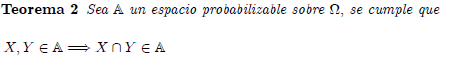 Teorema 2 Sea 𝔸 un espacio probabilizable sobre Ω, se cumple que
X, Y ∈ 𝔸 ⟹ X ∩ Y ∈ 𝔸